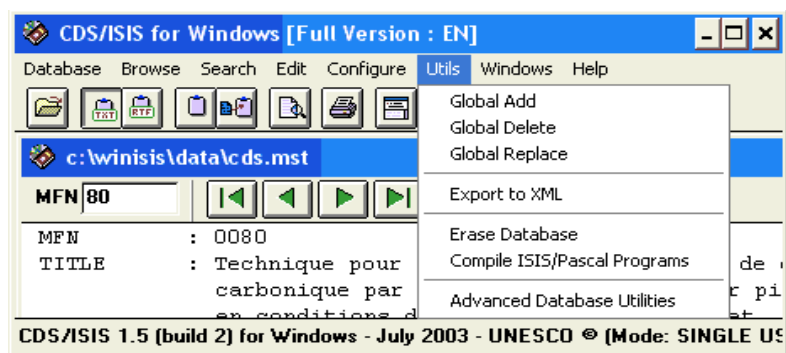 CDS/ISIS for Windows [Full Version : EN]
Database Browse Search Edit Configure Utils Windows Help
TXT RTF
Global Add
Global Delete
Global Replace
Export to XML
Erase Database
Compile ISIS/Pascal Programs
Advanced Database Utilities
c:\winisis\data\cds.mst
MFN 80
MFN : 0080
TITLE : Technique pour de
carbonique par r pi
en conditions d et
CDS/ISIS 1.5 (build 2) for Windows - July 2003 - UNESCO © (Mode: SINGLE US